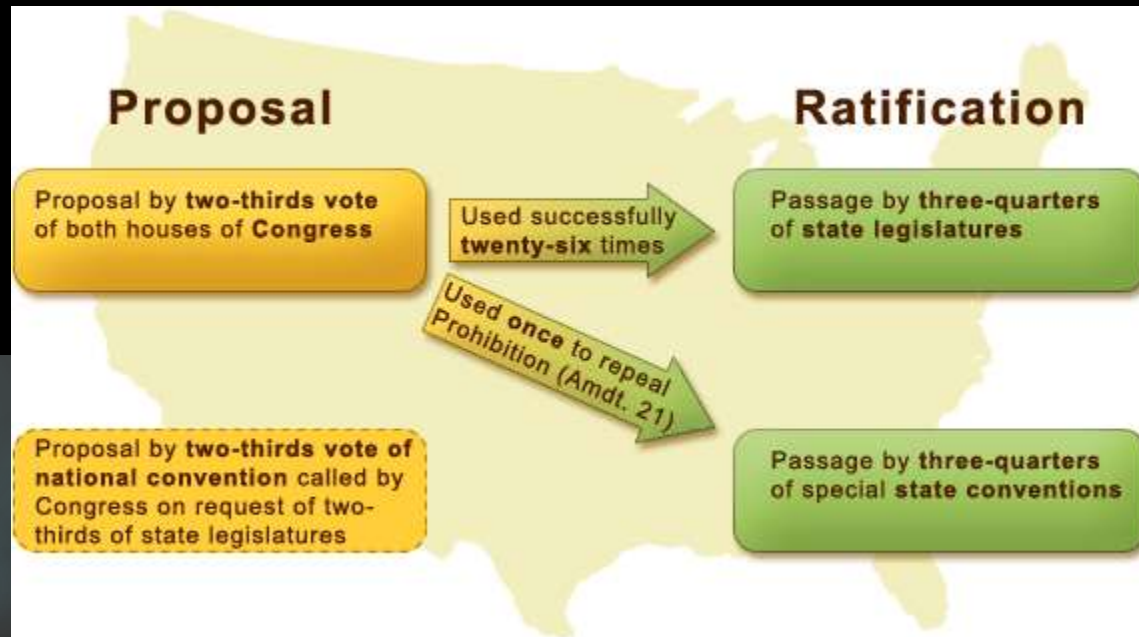 Proposal
Ratification
Proposal by two-thirds vote
of both houses of Congress
Used successfully
twenty-six times
Passage by three-quarters
of state legislatures
Used once to repeal
Prohibition (Amdt. 21)
Proposal by two-thirds vote of
national convention called by
Congress on request of two-
thirds of state legislatures
Passage by three-quarters
of special state conventions